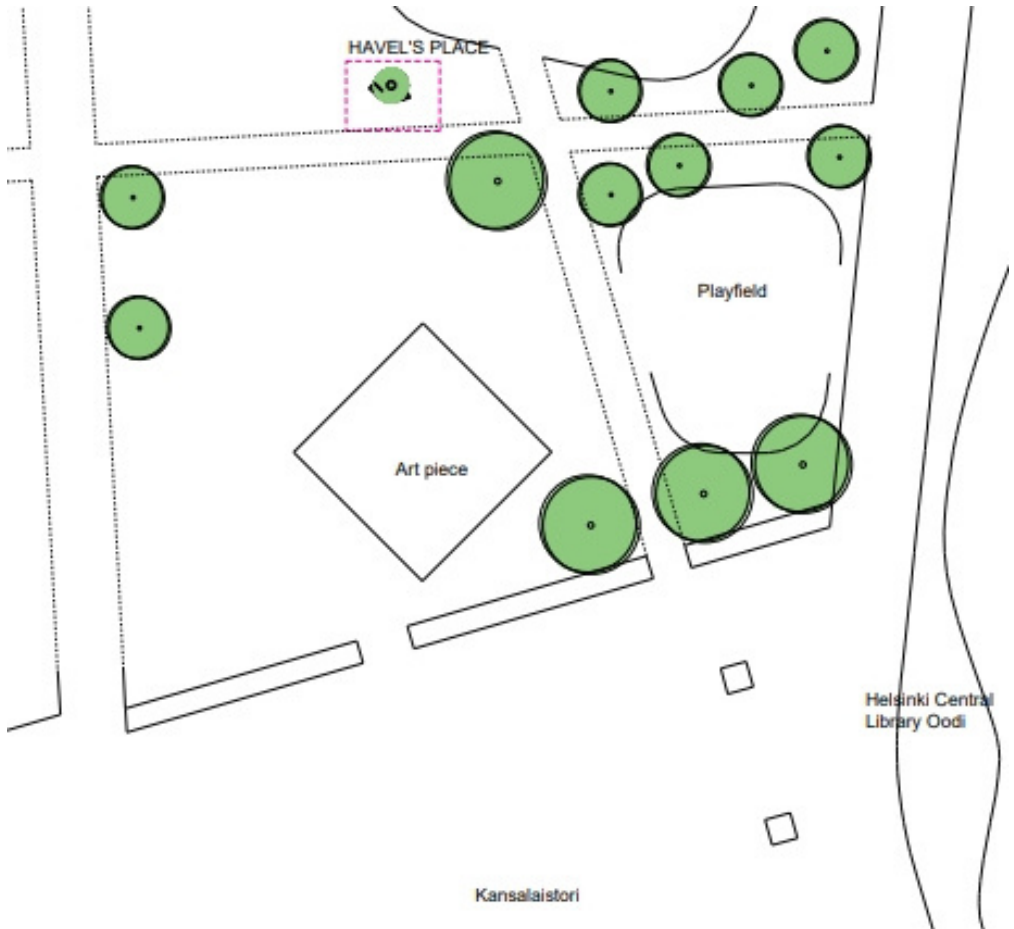 HAVEL'S PLACE
Playfield
Art piece
Helsinki Central
Library Oodi
Kansalaistori